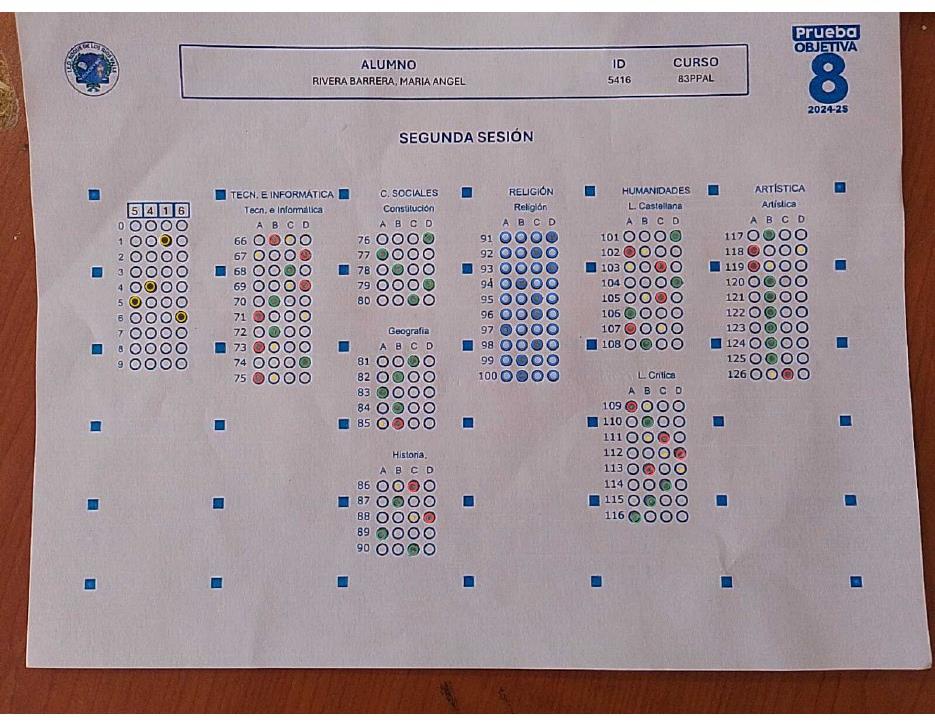 Prueba
OBJETIVA
8
2024-25
ALUMNO ID CURSO
RIVERA BARRERA, MARIA ANGEL 5416 83PPAL
SEGUNDA SESIÓN
5 4 1 6
0
1
2
3
4
5
6
7
8
9
TECN. E INFORMÁTICA
Tecn. e Informática
A B C D
66
67
68
69
70
71
72
73
74
75
C. SOCIALES
Constitución
A B C D
76
77
78
79
80
Geografía
A B C D
81
82
83
84
85
Historia.
A B C D
86
87
88
89
90
RELIGIÓN
Religión
A B C D
91
92
93
94
95
96
97
98
99
100
HUMANIDADES
L. Castellana
A B C D
101
102
103
104
105
106
107
108
L. Crítica
A B C D
109
110
111
112
113
114
115
116
ARTÍSTICA
Artística
A B C D
117
118
119
120
121
122
123
124
125
126